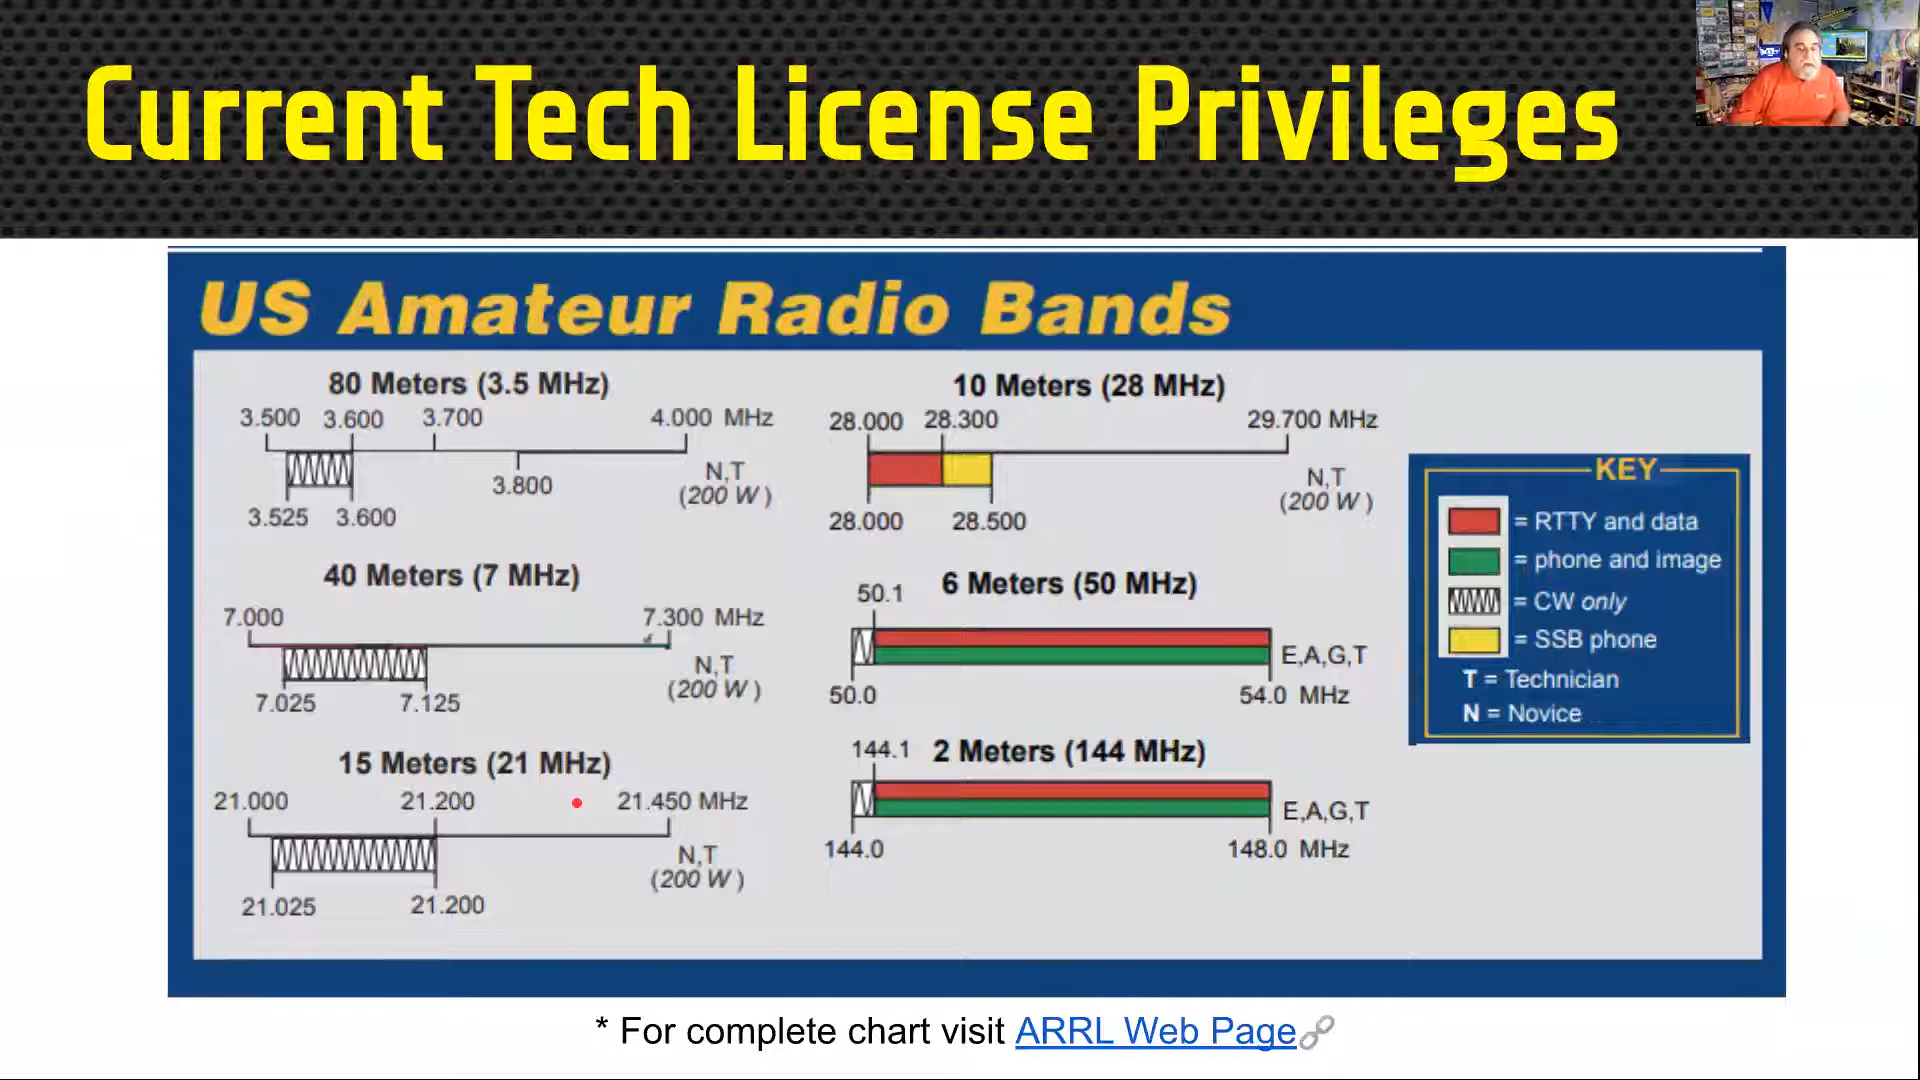 Current Tech License Privileges
US Amateur Radio Bands
80 Meters (3.5 MHz)
3.500 3.600 3.700 4.000 MHz
3.800
N,T
(200 W)
3.525 3.600
40 Meters (7 MHz)
7.000 7.300 MHz
N,T
(200 W)
7.025 7.125
15 Meters (21 MHz)
21.000 21.200 21.450 MHz
N,T
(200 W)
21.025 21.200
10 Meters (28 MHz)
28.000 28.300 29.700 MHz
N,T
(200 W)
28.000 28.500
6 Meters (50 MHz)
50.1
E,A,G,T
50.0 54.0 MHz
2 Meters (144 MHz)
144.1
E,A,G,T
144.0 148.0 MHz
KEY
= RTTY and data
= phone and image
= CW only
= SSB phone
T = Technician
N = Novice
* For complete chart visit ARRL Web Page